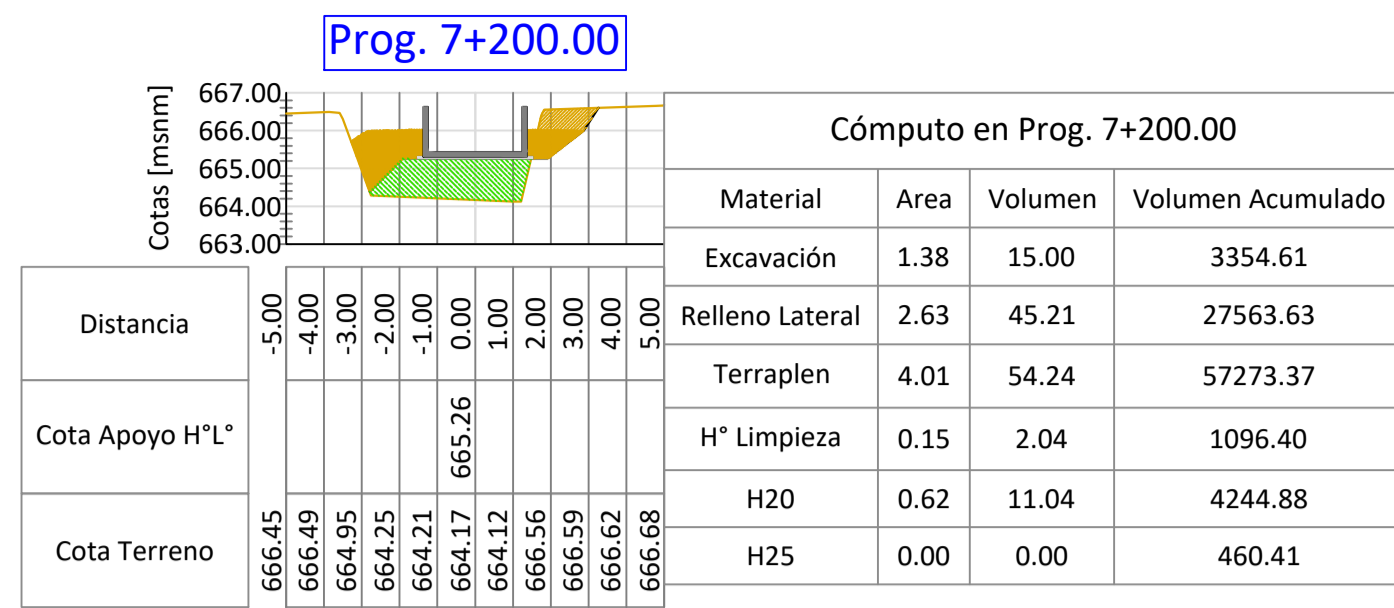 Prog. 7+200.00
Cotas [msnm]
667.00
666.00
665.00
664.00
663.00
Distancia -5.00 -4.00 -3.00 -2.00 -1.00 0.00 1.00 2.00 3.00 4.00 5.00
Cota Apoyo H°L° 665.26
Cota Terreno 666.45 666.49 664.95 664.25 664.21 664.17 664.12 666.56 666.59 666.62 666.68
Cómputo en Prog. 7+200.00
Material Area Volumen Volumen Acumulado
Excavación 1.38 15.00 3354.61
Relleno Lateral 2.63 45.21 27563.63
Terraplen 4.01 54.24 57273.37
H° Limpieza 0.15 2.04 1096.40
H20 0.62 11.04 4244.88
H25 0.00 0.00 460.41